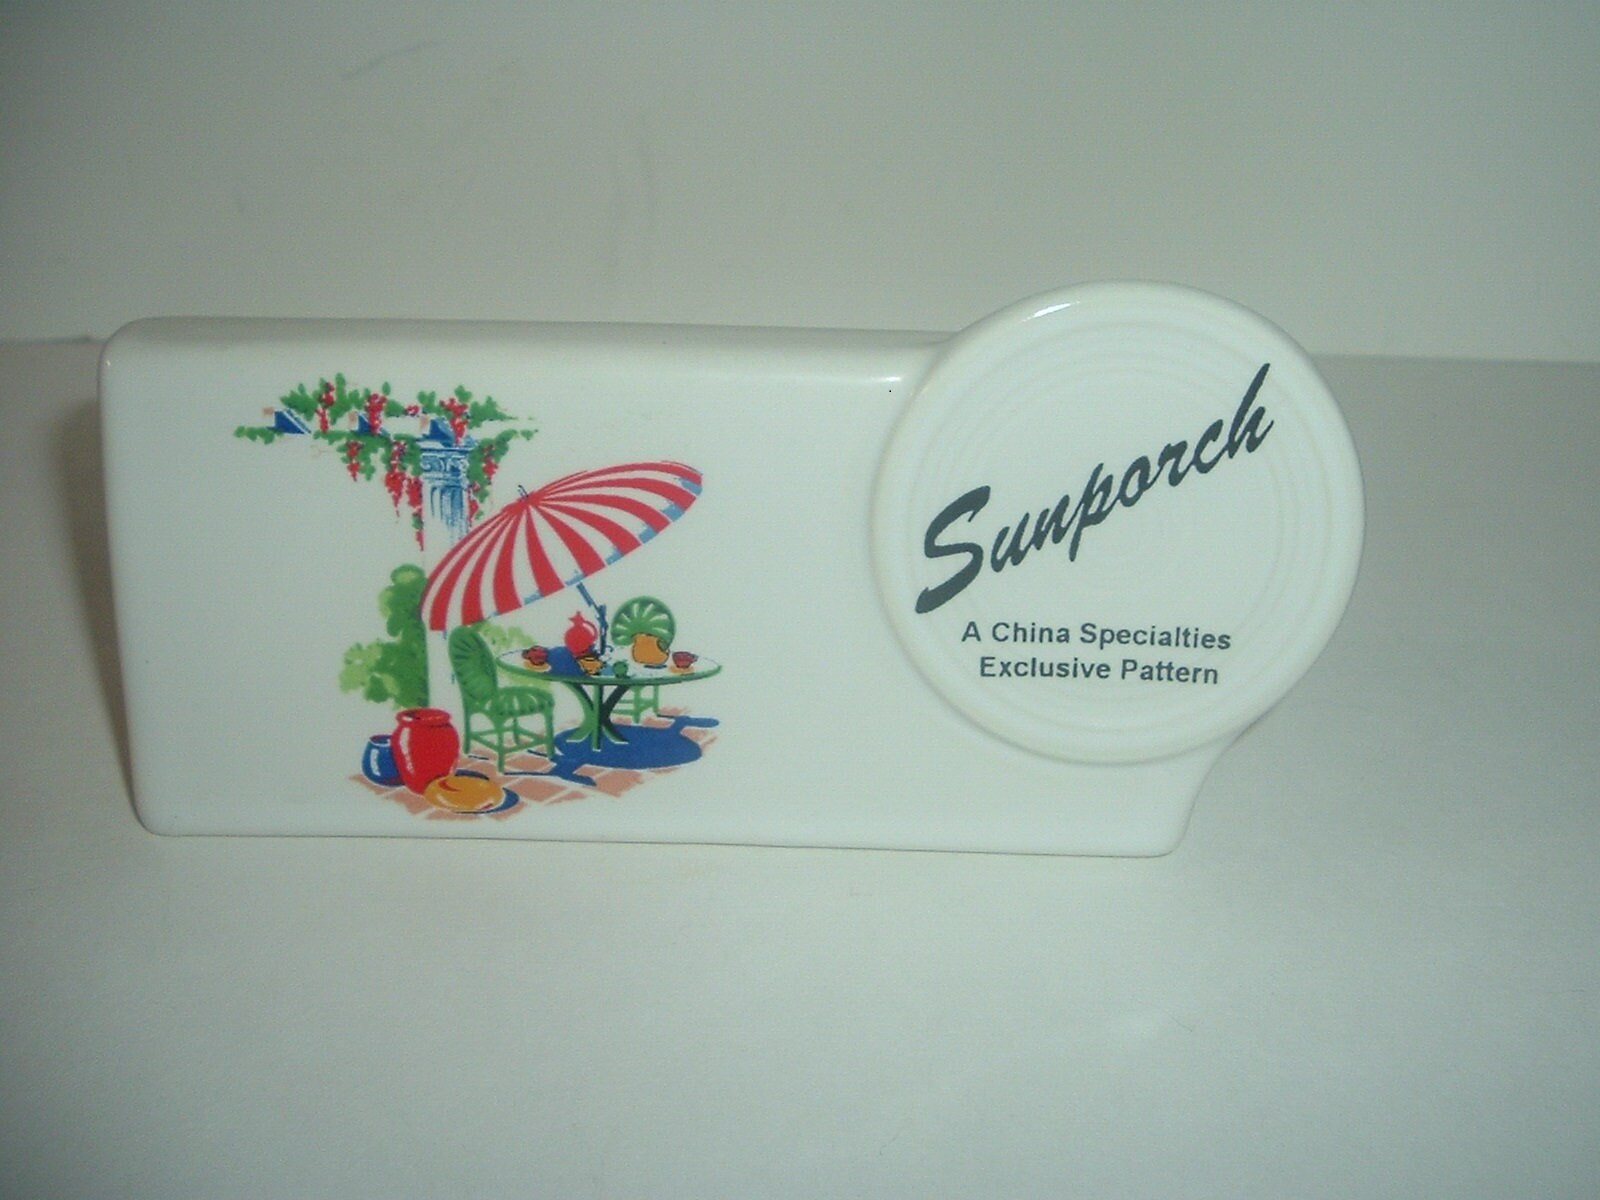 Sunporch
A China Specialties
Exclusive Pattern